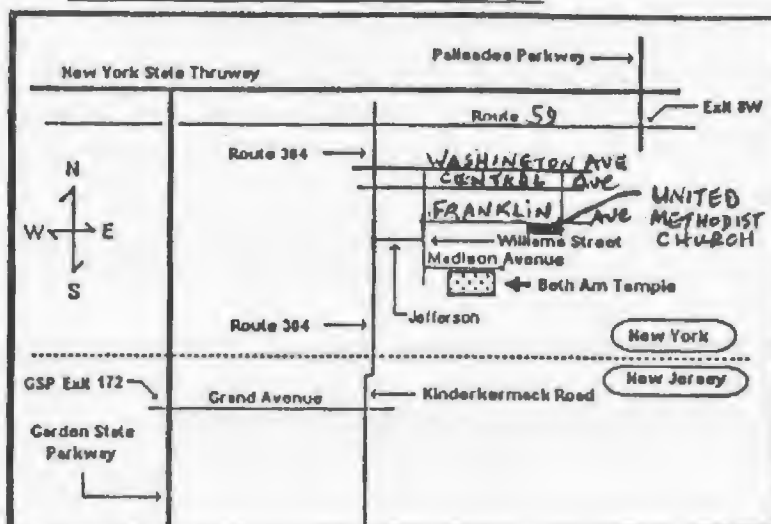 Palisades Parkway
New York State Thruway
Exit 8W
Route 59
Route 304
WASHINGTON AVE
CENTRAL AVE
FRANKLIN AVE
UNITED
METHODIST
CHURCH
N
W E
S
Williams Street
Madison Avenue
Beth Am Temple
Jefferson
Route 304
New York
New Jersey
GSP Exit 172
Grand Avenue
Kinderkermack Road
Garden State
Parkway